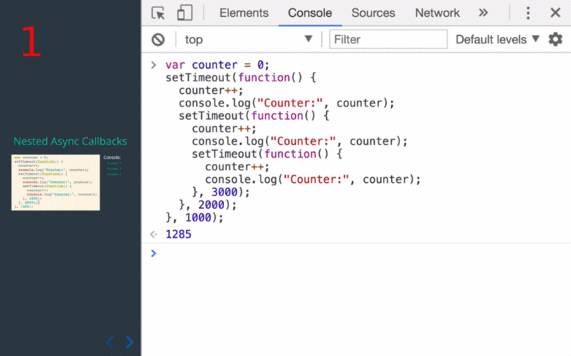 1
Nested Async Callbacks
Console:
Elements Console Sources Network »
top Filter Default levels
> var counter = 0;
setTimeout(function() {
counter++;
console.log("Counter:", counter);
setTimeout(function() {
counter++;
console.log("Counter:", counter);
setTimeout(function() {
counter++;
console.log("Counter:", counter);
}, 3000);
}, 2000);
}, 1000);
1285
>